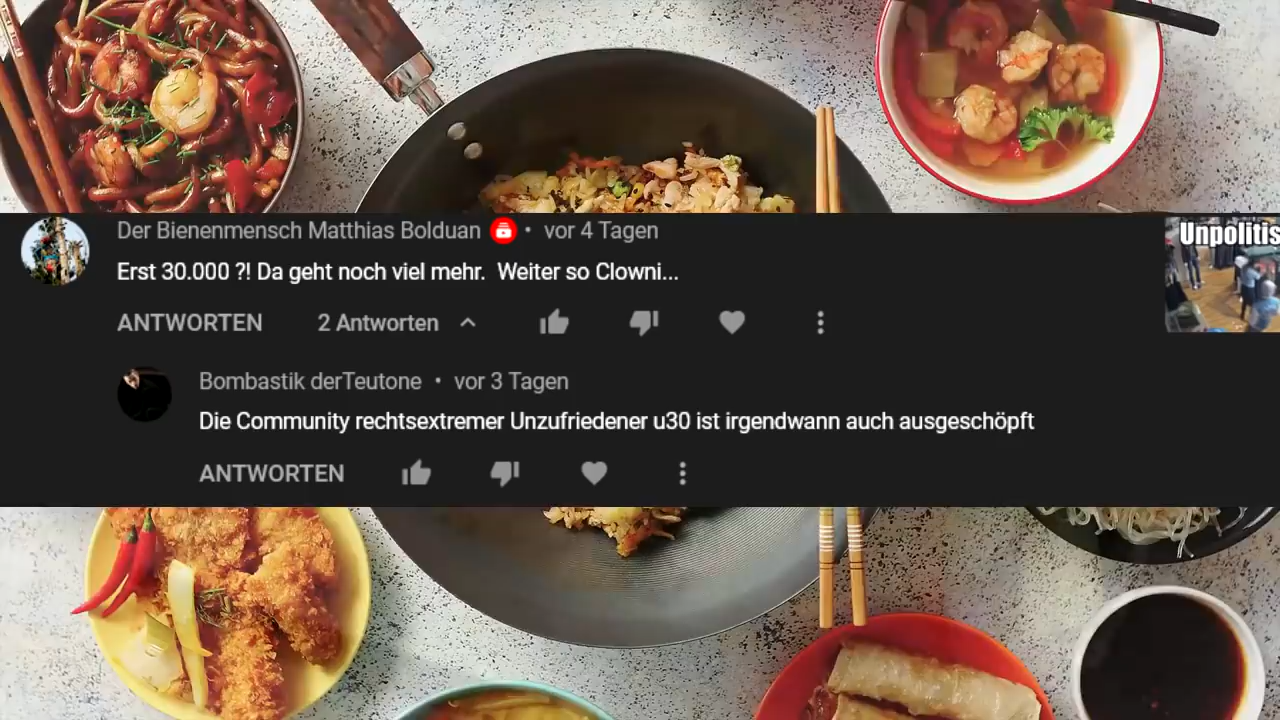 Der Bienenmensch Matthias Bolduan • vor 4 Tagen
Erst 30.000 ?! Da geht noch viel mehr. Weiter so Clowni...
ANTWORTEN 2 Antworten
Unpolitis
Bombastik derTeutone • vor 3 Tagen
Die Community rechtsextremer Unzufriedener u30 ist irgendwann auch ausgeschöpft
ANTWORTEN